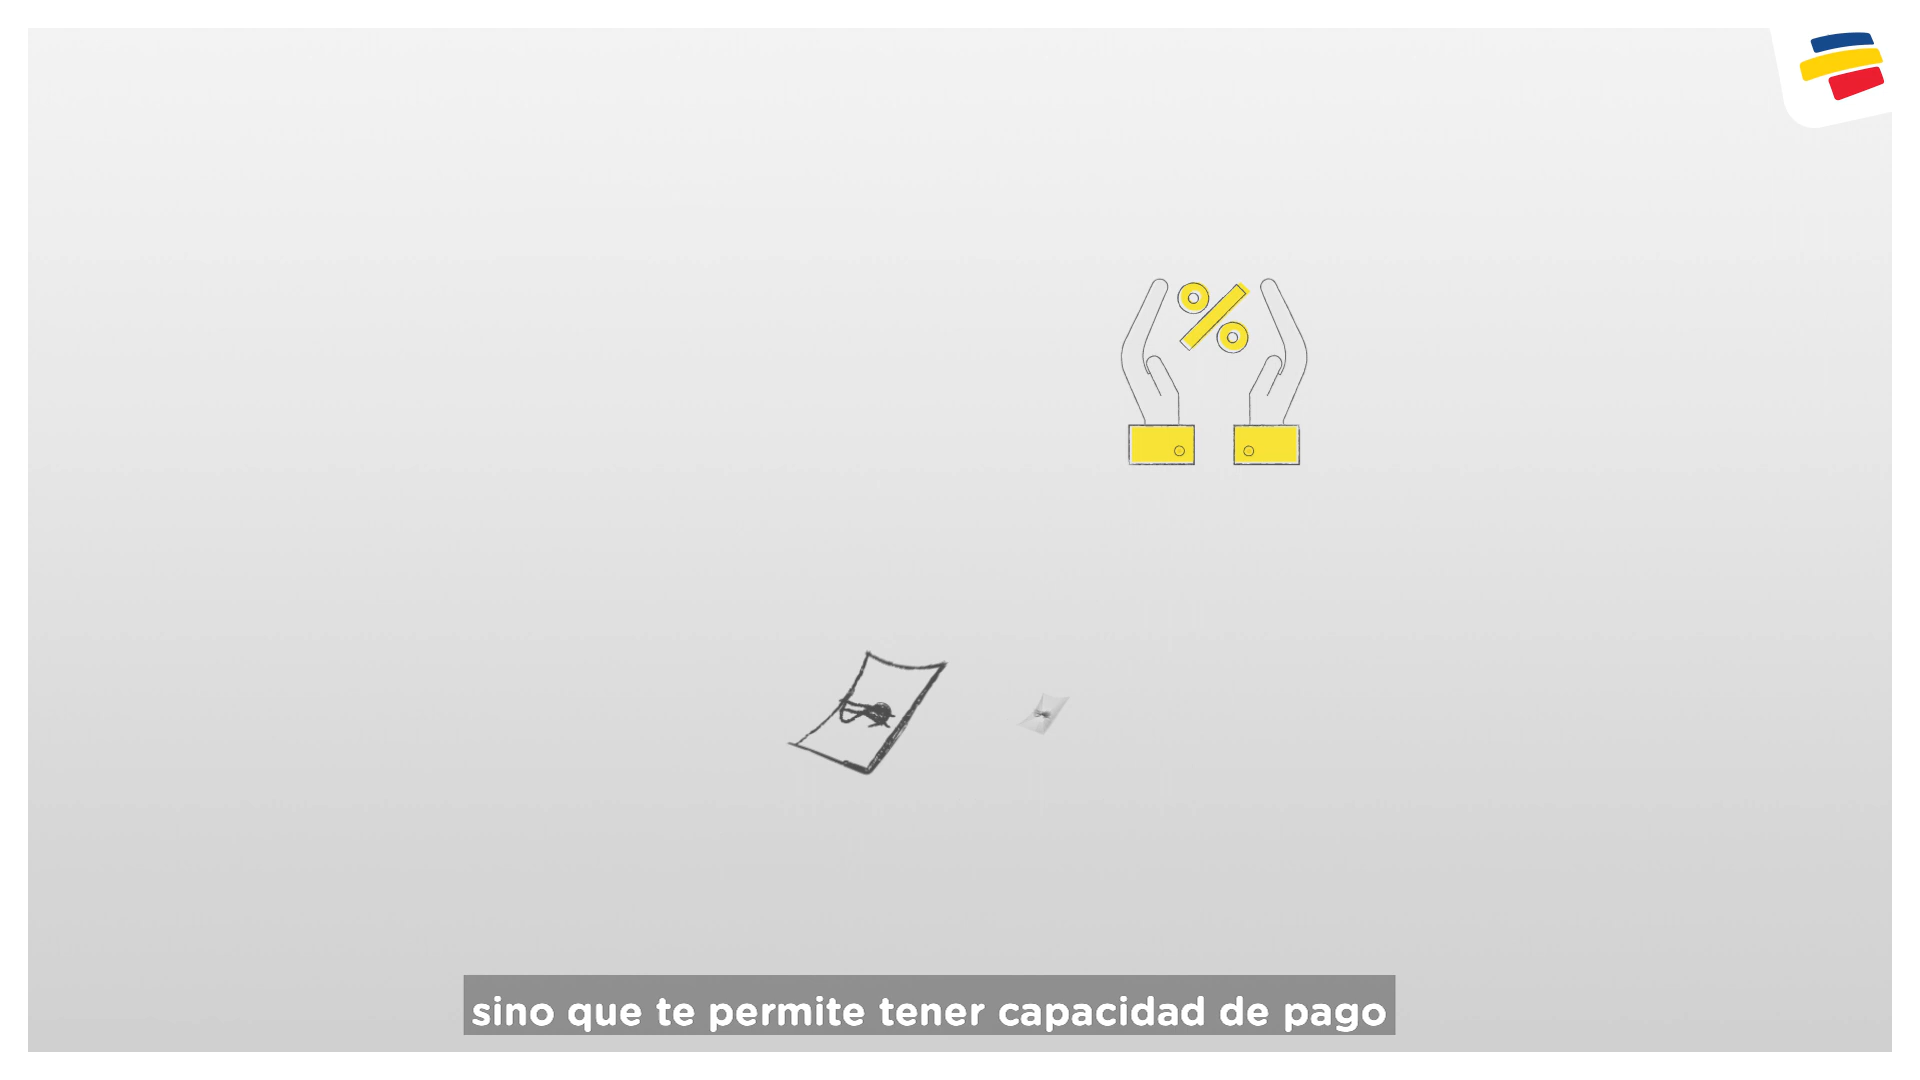 %
sino que te permite tener capacidad de pago